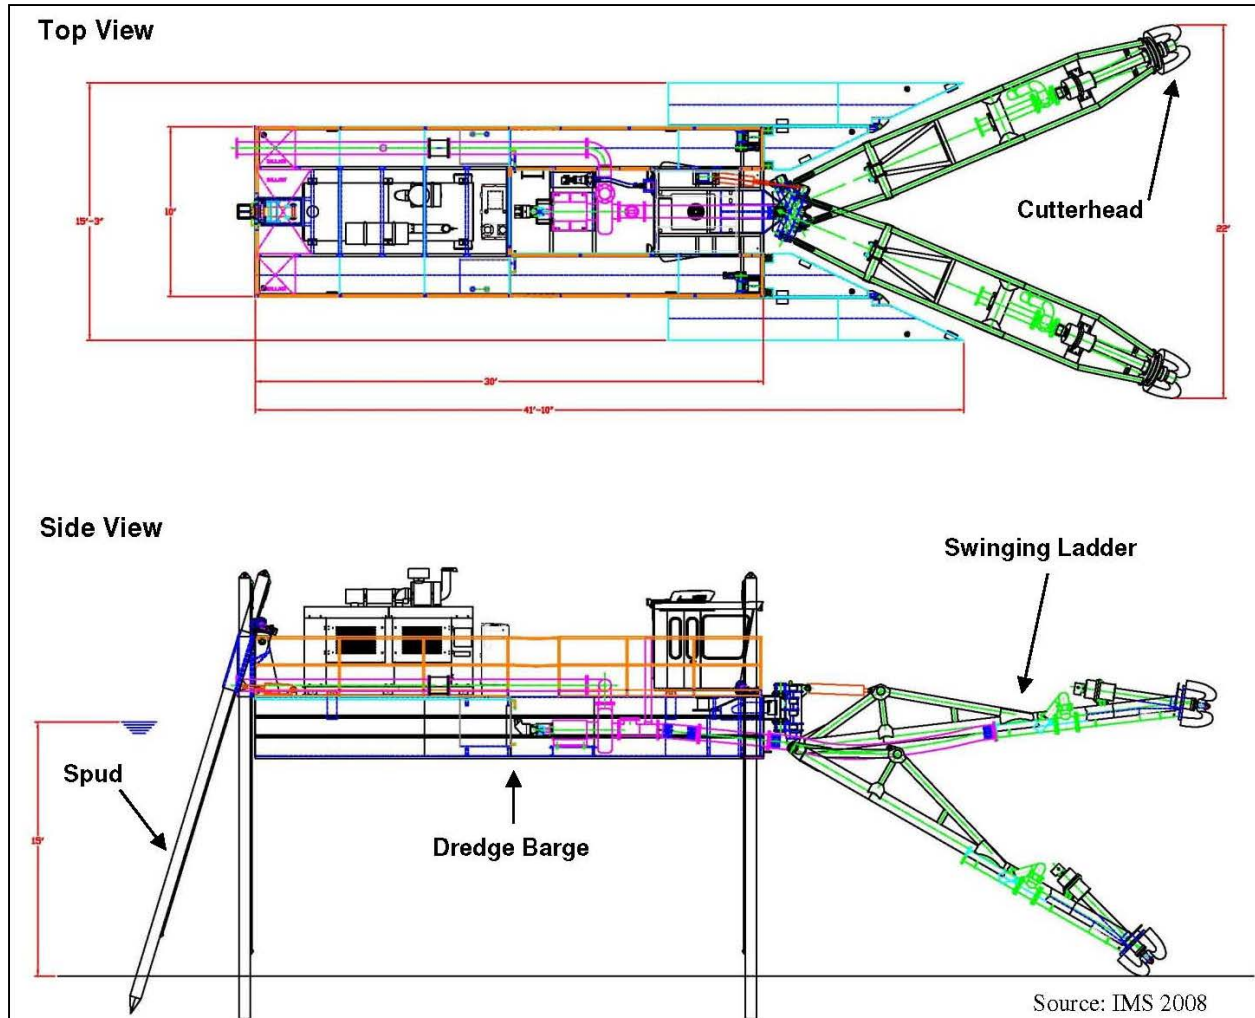 Top View
Cutterhead
15'-3"
10'
22'
30'
41'-10"
Side View
Swinging Ladder
Spud
15'
Dredge Barge
Source: IMS 2008